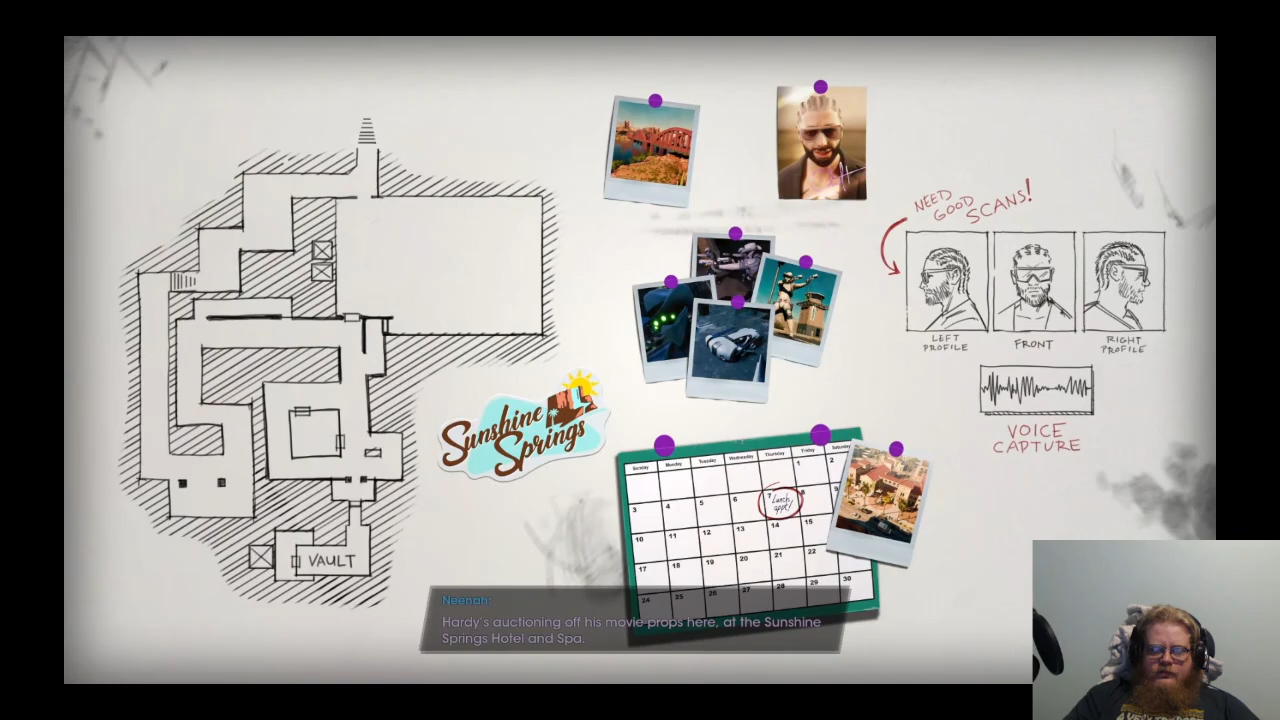 NEED
GOOD
SCANS!
LEFT
PROFILE
FRONT
RIGHT
PROFILE
VOICE
CAPTURE
Sunshine
Springs
Sunday Monday Tuesday Wednesday Thursday Friday Saturday
1 2
3 4 5 6 7 8 9
Lunch
appt!
10 11 12 13 14 15
17 18 19 20 21 22
24 25 26 27 28 29 30
VAULT
Neenah:
Hardy's auctioning off his movie props here, at the Sunshine
Springs Hotel and Spa.